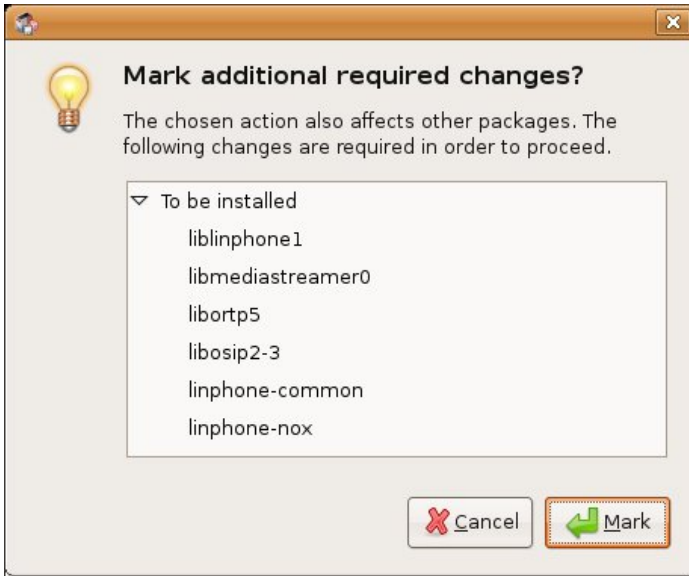 Mark additional required changes?
The chosen action also affects other packages. The
following changes are required in order to proceed.
To be installed
liblinphone1
libmediastreamer0
libortp5
libosip2-3
linphone-common
linphone-nox
Cancel
Mark